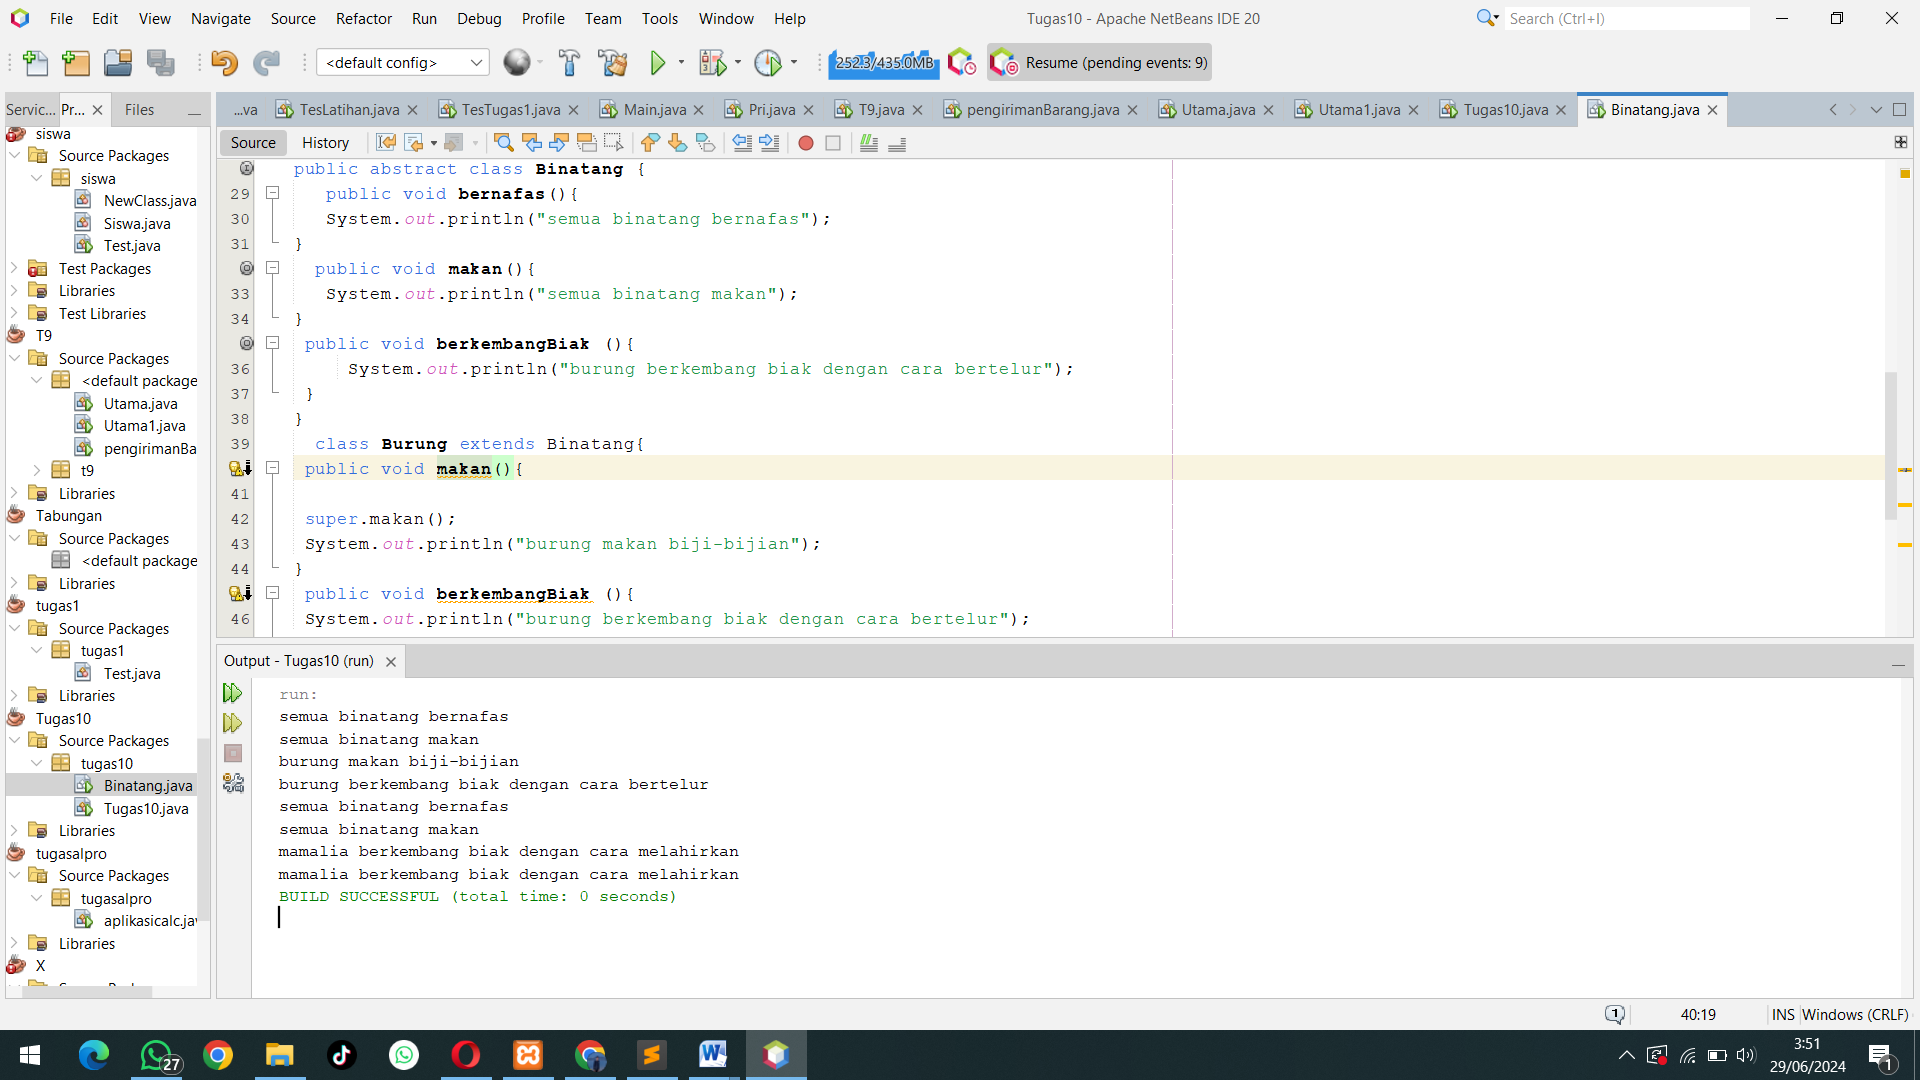 File Edit View Navigate Source Refactor Run Debug Profile Team Tools Window Help
Tugas10 - Apache NetBeans IDE 20
Search (Ctrl+I)
<default config>
252.3/435.0MB
Resume (pending events: 9)
Servic... Pr... Files
...va TesLatihan.java TesTugas1.java Main.java Pri.java T9.java pengirimanBarang.java Utama.java Utama1.java Tugas10.java Binatang.java
Source History
siswa
Source Packages
siswa
NewClass.java
Siswa.java
Test.java
Test Packages
Libraries
Test Libraries
T9
Source Packages
<default package
Utama.java
Utama1.java
pengirimanBa
t9
Libraries
Tabungan
Source Packages
<default package
Libraries
tugas1
Source Packages
tugas1
Test.java
Libraries
Tugas10
Source Packages
tugas10
Binatang.java
Tugas10.java
Libraries
tugasalpro
Source Packages
tugasalpro
aplikasicalc.jav
Libraries
X
public abstract class Binatang {
29 public void bernafas(){
30 System.out.println("semua binatang bernafas");
31 }
public void makan(){
33 System.out.println("semua binatang makan");
34 }
public void berkembangBiak (){
36 System.out.println("burung berkembang biak dengan cara bertelur");
37 }
38 }
39 class Burung extends Binatang{
public void makan(){
41
42 super.makan();
43 System.out.println("burung makan biji-bijian");
44 }
public void berkembangBiak (){
46 System.out.println("burung berkembang biak dengan cara bertelur");
Output - Tugas10 (run)
run:
semua binatang bernafas
semua binatang makan
burung makan biji-bijian
burung berkembang biak dengan cara bertelur
semua binatang bernafas
semua binatang makan
mamalia berkembang biak dengan cara melahirkan
mamalia berkembang biak dengan cara melahirkan
BUILD SUCCESSFUL (total time: 0 seconds)
1
40:19
INS Windows (CRLF)
27
3:51
29/06/2024
1